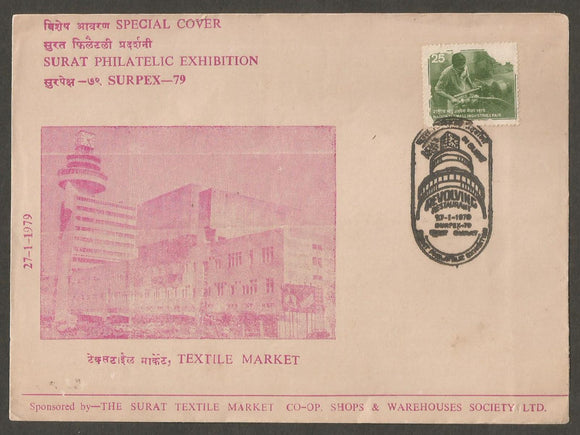 विशेष आवरण SPECIAL COVER
सुरत फिलैटली प्रदर्शनी
SURAT PHILATELIC EXHIBITION
सुरपेक्ष -७९ SURPEX-79
25
REVOLVING
RESTAURANT
27-1-1979
SURPEX-79
सुरत SURAT
27-1-1979
टेक्सटाईल मार्केट, TEXTILE MARKET
Sponsored by-THE SURAT TEXTILE MARKET CO-OP. SHOPS & WAREHOUSES SOCIETY LTD.